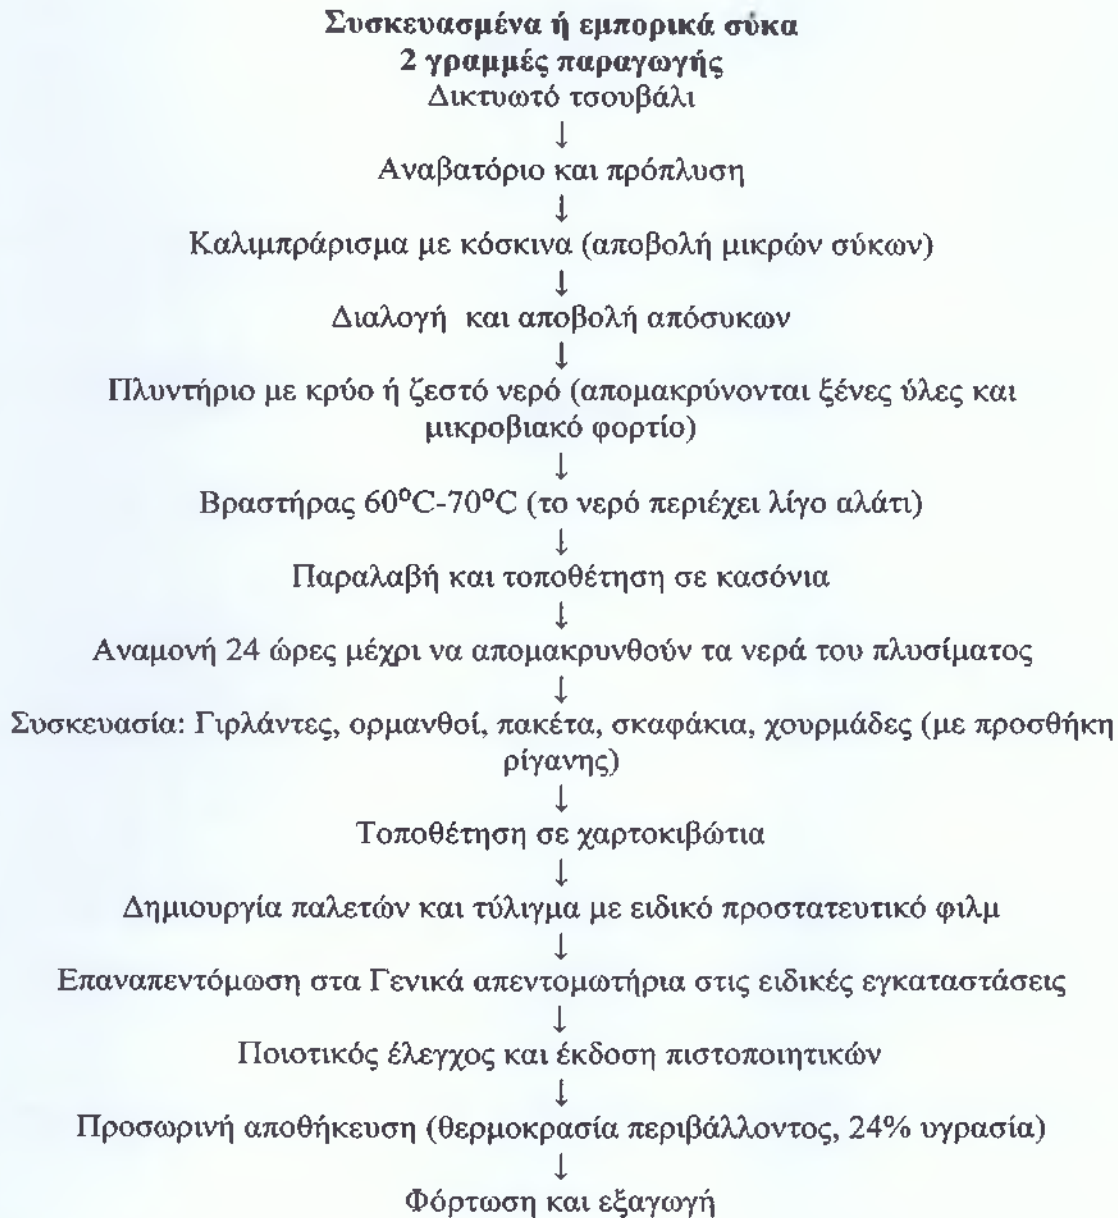 Συσκευασμένα ή εμπορικά σύκα
2 γραμμές παραγωγής
Δικτυωτό τσουβάλι
↓
Αναβατόριο και πρόπλυση
↓
Καλιμπράρισμα με κόσκινα (αποβολή μικρών σύκων)
↓
Διαλογή και αποβολή απόσυκων
↓
Πλυντήριο με κρύο ή ζεστό νερό (απομακρύνονται ξένες ύλες και
μικροβιακό φορτίο)
↓
Βραστήρας 60⁰C-70⁰C (το νερό περιέχει λίγο αλάτι)
↓
Παραλαβή και τοποθέτηση σε κασόνια
↓
Αναμονή 24 ώρες μέχρι να απομακρυνθούν τα νερά του πλυσίματος
↓
Συσκευασία: Γιρλάντες, ορμανθοί, πακέτα, σκαφάκια, χουρμάδες (με προσθήκη
ρίγανης)
↓
Τοποθέτηση σε χαρτοκιβώτια
↓
Δημιουργία παλετών και τύλιγμα με ειδικό προστατευτικό φιλμ
↓
Επαναπεντόμωση στα Γενικά απεντομωτήρια στις ειδικές εγκαταστάσεις
↓
Ποιοτικός έλεγχος και έκδοση πιστοποιητικών
↓
Προσωρινή αποθήκευση (θερμοκρασία περιβάλλοντος, 24% υγρασία)
↓
Φόρτωση και εξαγωγή